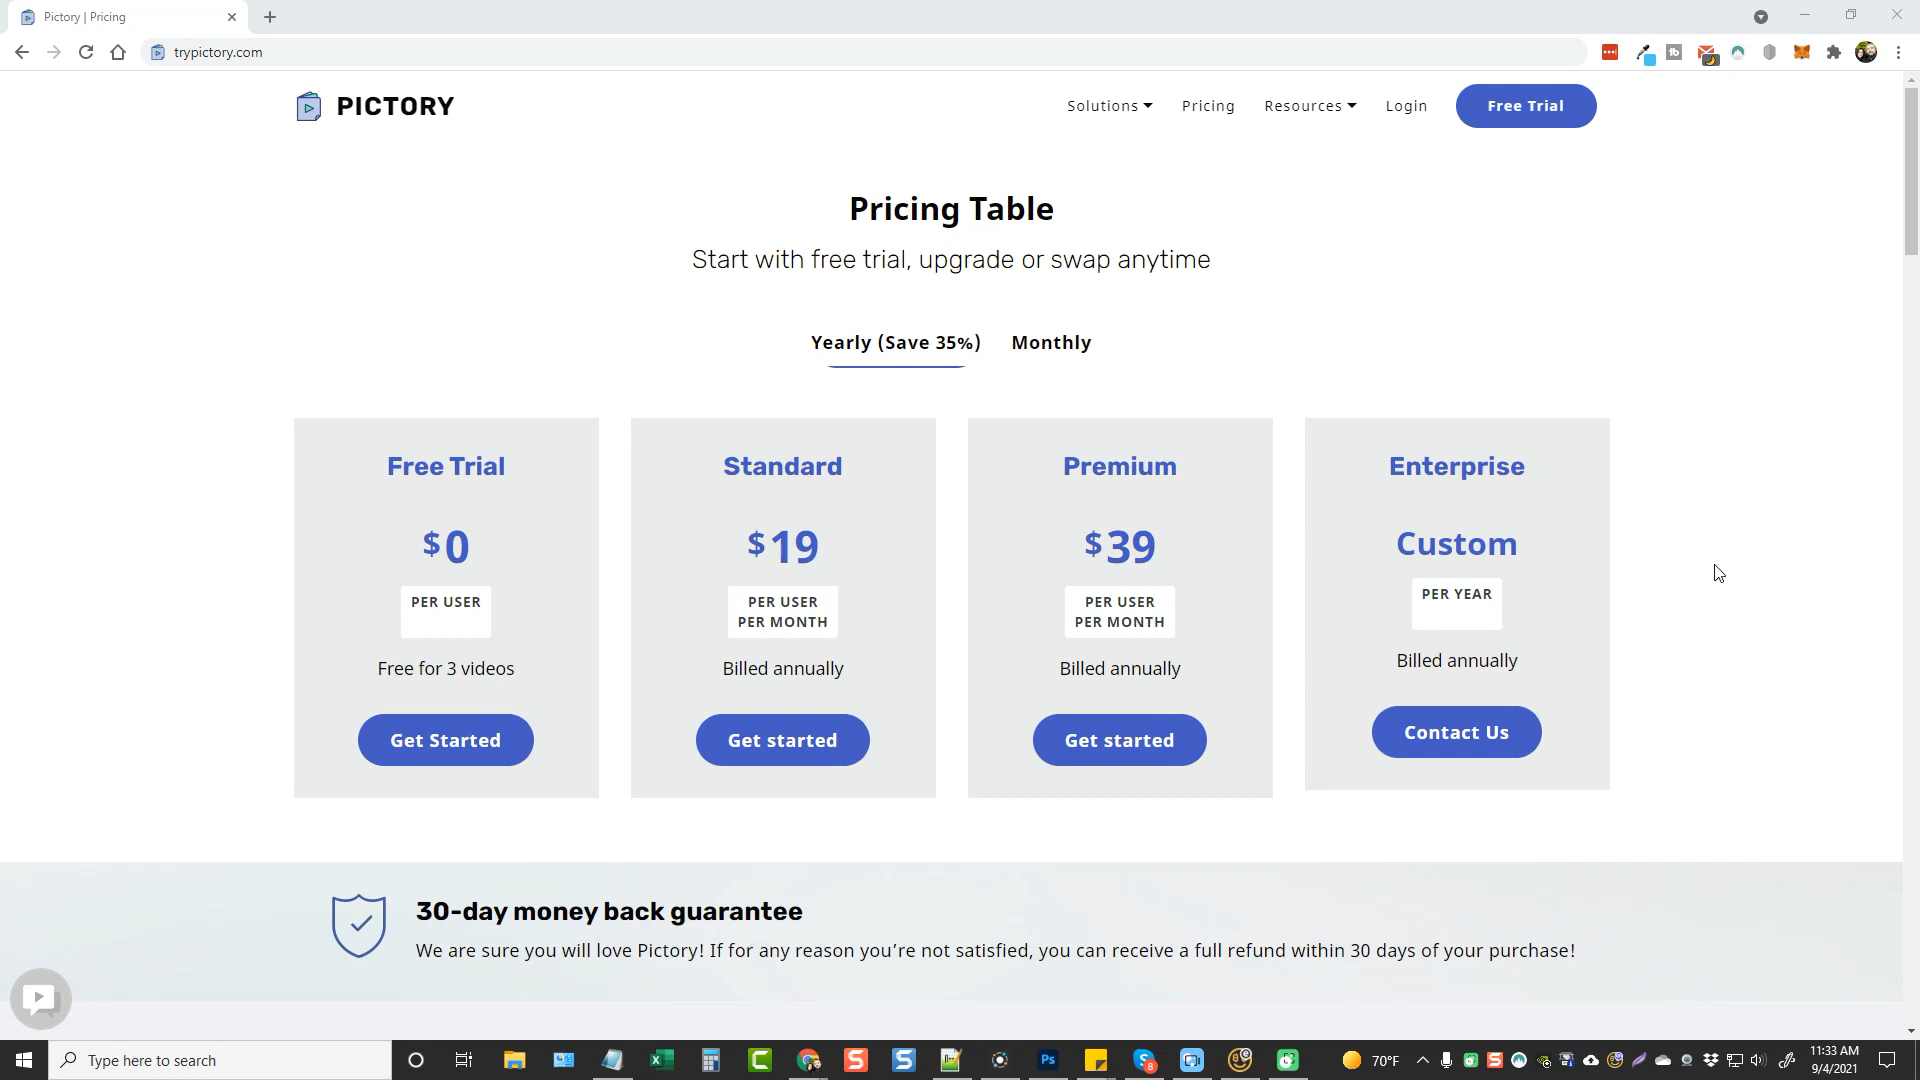 Pictory | Pricing
trypictory.com
PICTORY
Solutions
Pricing
Resources
Login
Free Trial
Pricing Table
Start with free trial, upgrade or swap anytime
Yearly (Save 35%)
Monthly
Free Trial
$0
PER USER
Free for 3 videos
Get Started
Standard
$19
PER USER
PER MONTH
Billed annually
Get started
Premium
$39
PER USER
PER MONTH
Billed annually
Get started
Enterprise
Custom
PER YEAR
Billed annually
Contact Us
30-day money back guarantee
We are sure you will love Pictory! If for any reason you’re not satisfied, you can receive a full refund within 30 days of your purchase!
Type here to search
Ps
8
70°F
11:33 AM
9/4/2021